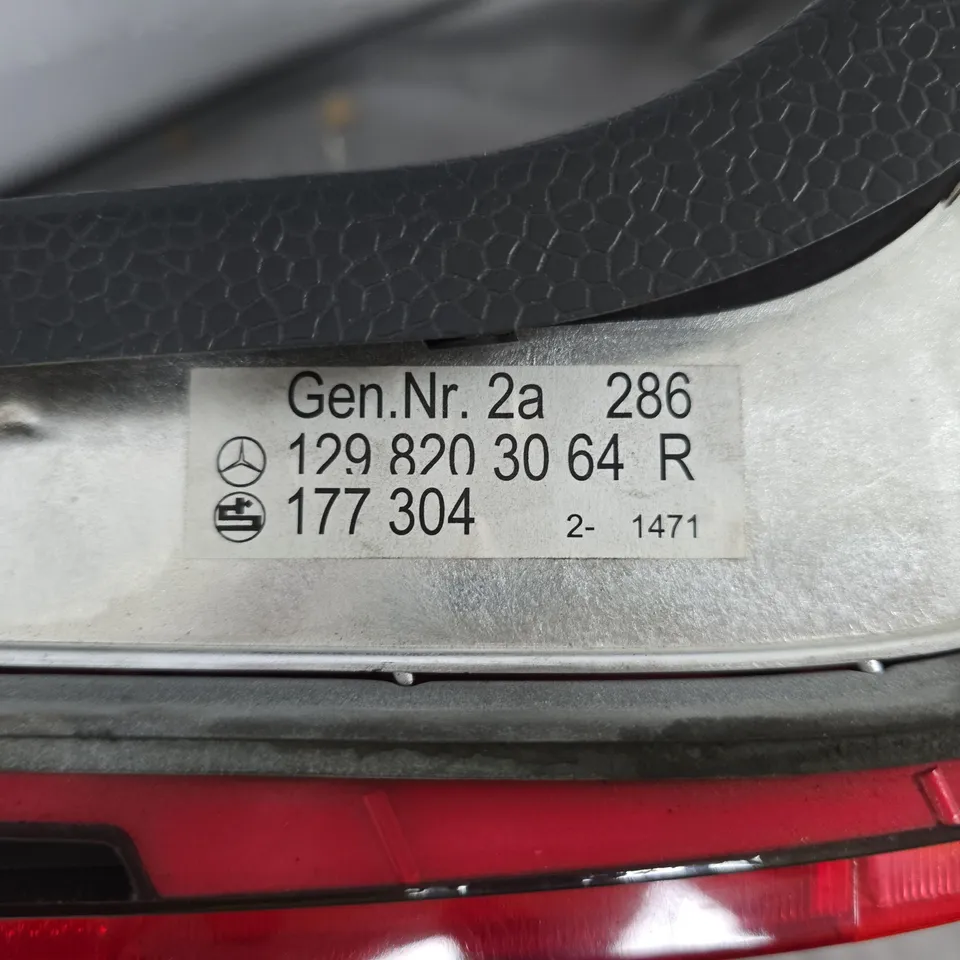 Gen.Nr. 2a 286
129 820 30 64 R
177 304 2- 1471